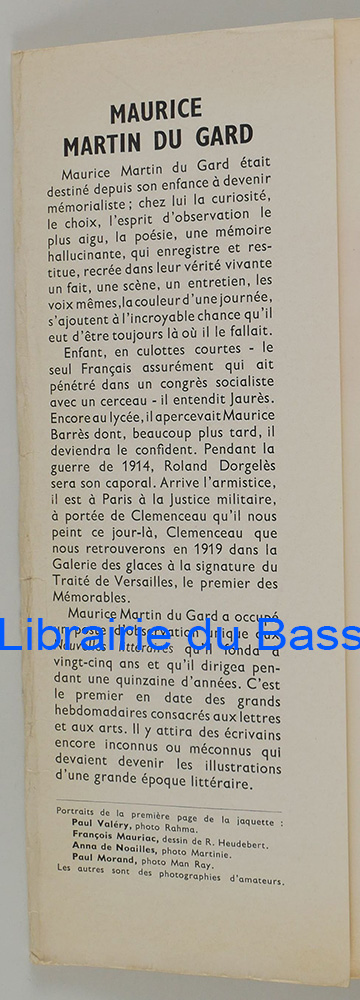 MAURICE
MARTIN DU GARD
Maurice Martin du Gard était
destiné depuis son enfance à devenir
mémorialiste ; chez lui la curiosité,
le choix, l'esprit d'observation le
plus aigu, la poésie, une mémoire
hallucinante, qui enregistre et res-
titue, recrée dans leur vérité vivante
un fait, une scène, un entretien, les
voix mêmes, la couleur d'une journée,
s'ajoutent à l'incroyable chance qu'il
eut d'être toujours là où il le fallait.
Enfant, en culottes courtes - le
seul Français assurément qui ait
pénétré dans un congrès socialiste
avec un cerceau - il entendit Jaurès.
Encore au lycée, il apercevait Maurice
Barrès dont, beaucoup plus tard, il
deviendra le confident. Pendant la
guerre de 1914, Roland Dorgelès
sera son caporal. Arrive l'armistice,
il est à Paris à la Justice militaire,
à portée de Clemenceau qu'il nous
peint ce jour-là, Clemenceau que
nous retrouverons en 1919 dans la
Galerie des glaces à la signature du
Traité de Versailles, le premier des
Mémorables.
Maurice Martin du Gard a occupé
un poste d'observation unique aux
Librairie du Bass
Nouvelles littéraires qu'il fonda à
vingt-cinq ans et qu'il dirigea pen-
dant une quinzaine d'années. C'est
le premier en date des grands
hebdomadaires consacrés aux lettres
et aux arts. Il y attira des écrivains
encore inconnus ou méconnus qui
devaient devenir les illustrations
d'une grande époque littéraire.
Portraits de la première page de la jaquette :
Paul Valéry, photo Rahma.
François Mauriac, dessin de R. Heudebert.
Anna de Noailles, photo Martinie.
Paul Morand, photo Man Ray.
Les autres sont des photographies d'amateurs.